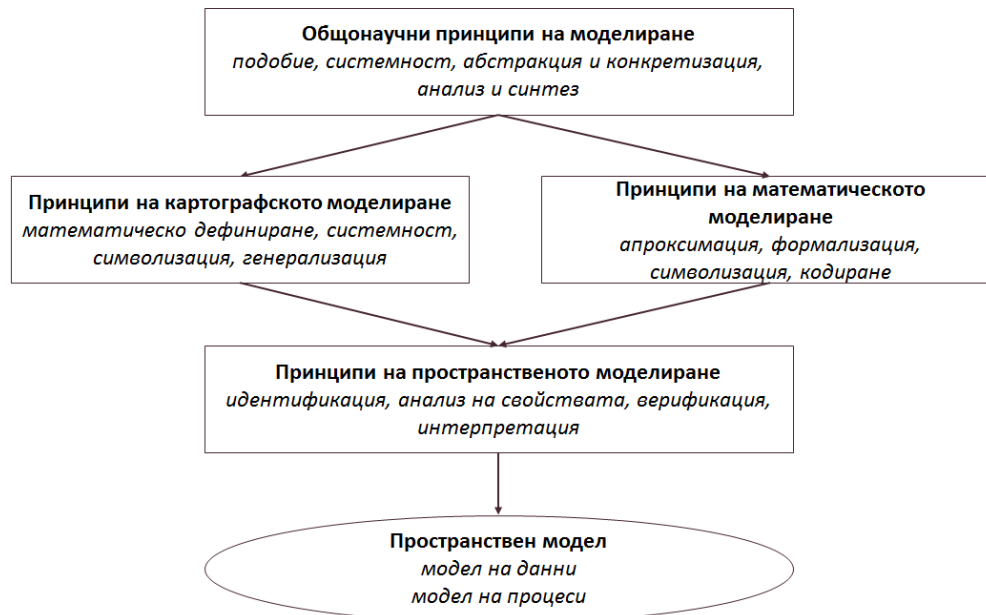 Общонаучни принципи на моделиране
подобие, системност, абстракция и конкретизация,
анализ и синтез
Принципи на картографското моделиране
математическо дефиниране, системност,
символизация, генерализация
Принципи на математическото
моделиране
апроксимация, формализация,
символизация, кодиране
Принципи на пространственото моделиране
идентификация, анализ на свойствата, верификация,
интерпретация
Пространствен модел
модел на данни
модел на процеси